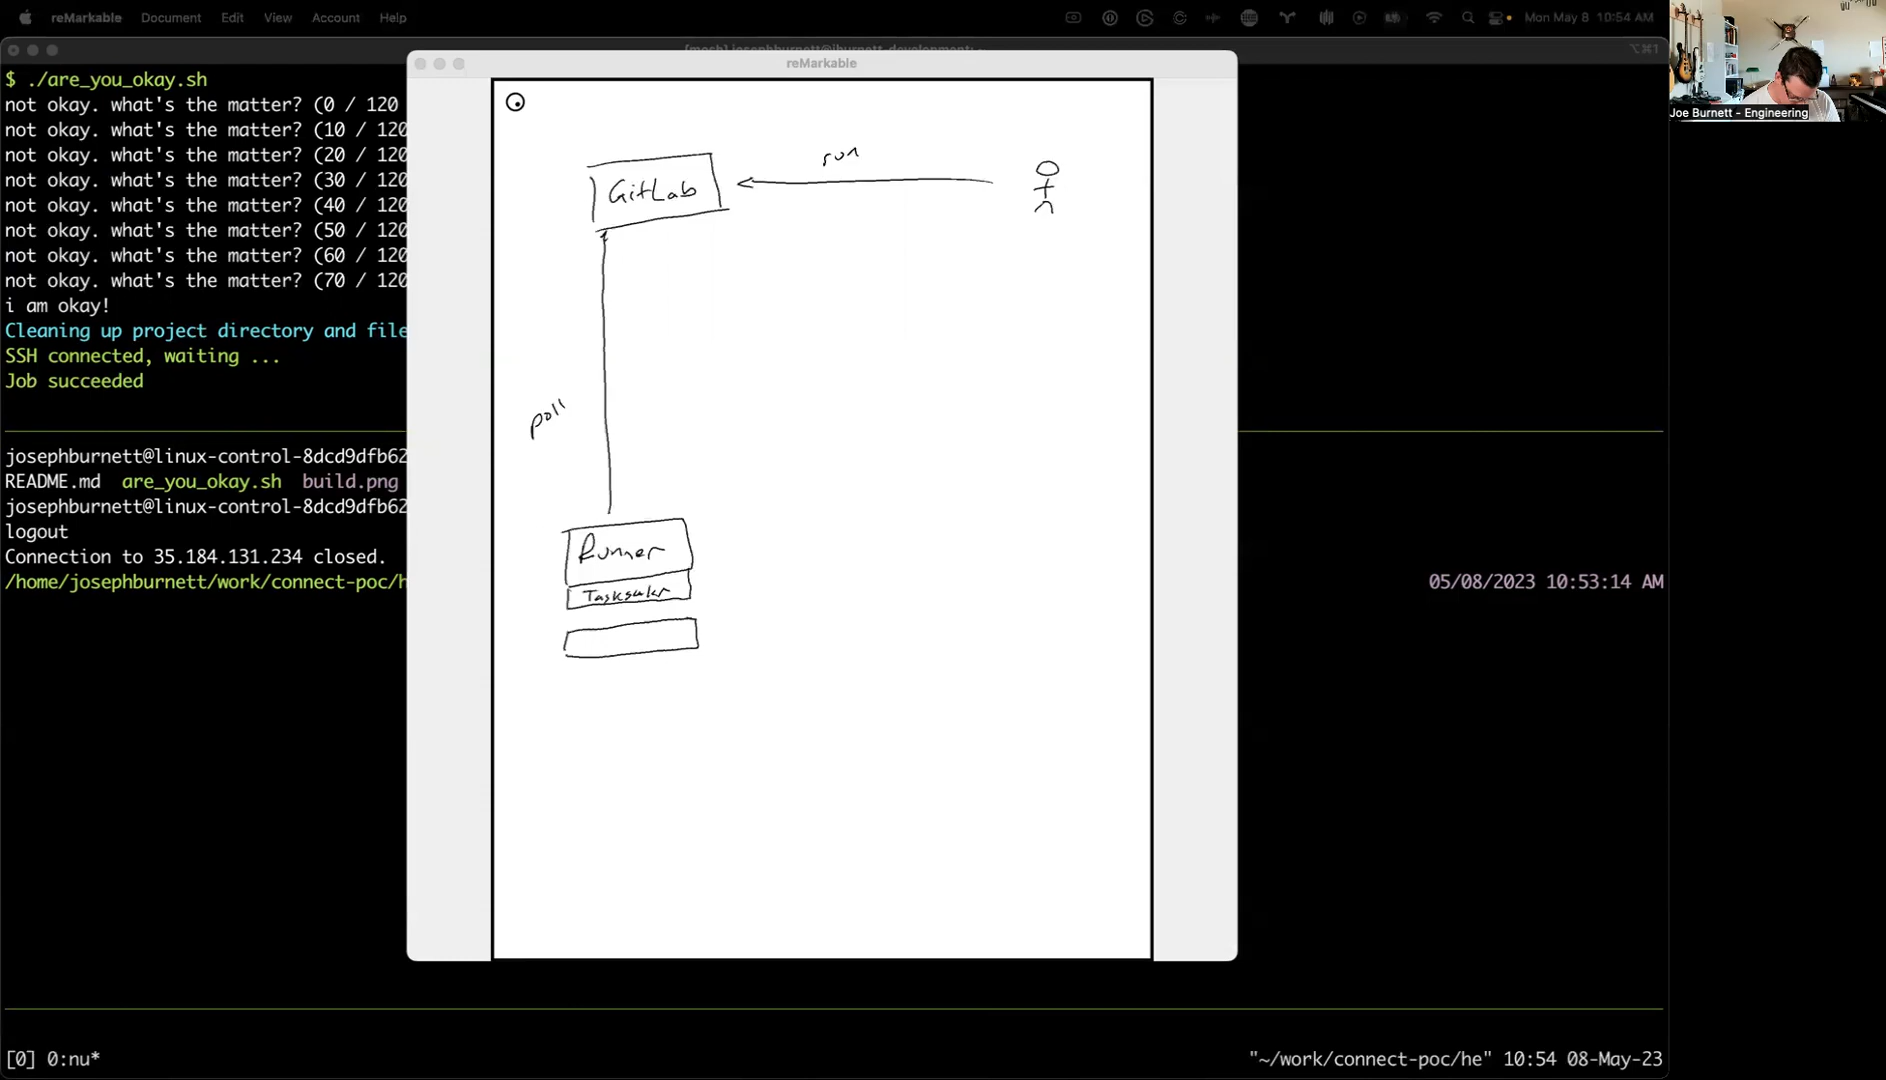 reMarkable Document Edit View Account Help Mon May 8 10:54 AM
[mosh] josephburnett@jburnett-development: ~ ⌥⌘1
reMarkable
Joe Burnett - Engineering
$ ./are_you_okay.sh
not okay. what's the matter? (0 / 120
not okay. what's the matter? (10 / 120
not okay. what's the matter? (20 / 120
not okay. what's the matter? (30 / 120
not okay. what's the matter? (40 / 120
not okay. what's the matter? (50 / 120
not okay. what's the matter? (60 / 120
not okay. what's the matter? (70 / 120
i am okay!
Cleaning up project directory and file
SSH connected, waiting ...
Job succeeded
josephburnett@linux-control-8dcd9dfb62
README.md are_you_okay.sh build.png
josephburnett@linux-control-8dcd9dfb62
logout
Connection to 35.184.131.234 closed.
/home/josephburnett/work/connect-poc/h
05/08/2023 10:53:14 AM
run
GitLab
poll
Runner
[0] 0:nu*
"~/work/connect-poc/he" 10:54 08-May-23